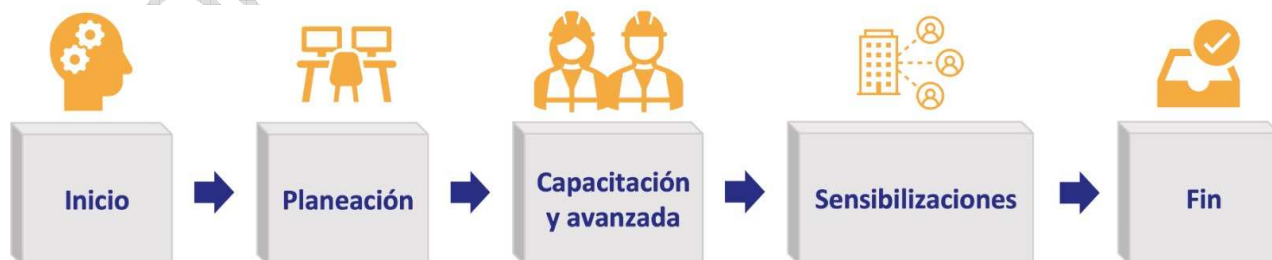 Inicio
Planeación
Capacitación
y avanzada
Sensibilizaciones
Fin